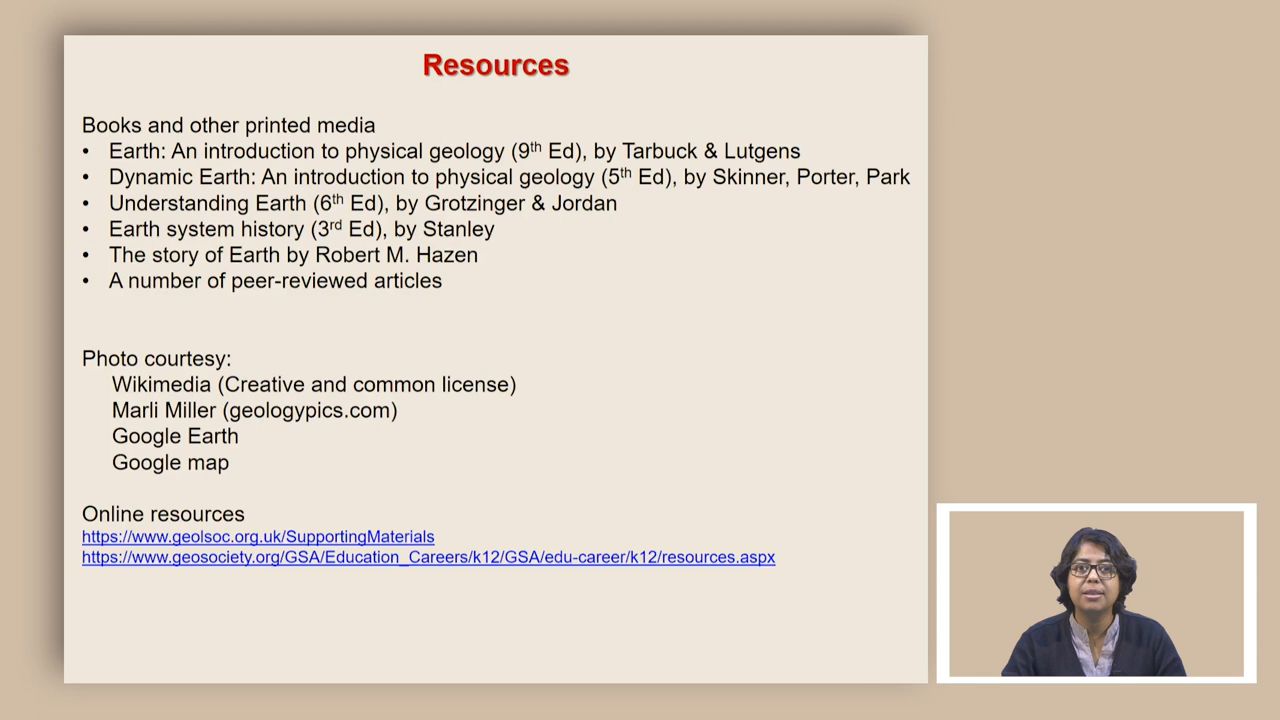 Resources
Books and other printed media
• Earth: An introduction to physical geology (9th Ed), by Tarbuck & Lutgens
• Dynamic Earth: An introduction to physical geology (5th Ed), by Skinner, Porter, Park
• Understanding Earth (6th Ed), by Grotzinger & Jordan
• Earth system history (3rd Ed), by Stanley
• The story of Earth by Robert M. Hazen
• A number of peer-reviewed articles
Photo courtesy:
Wikimedia (Creative and common license)
Marli Miller (geologypics.com)
Google Earth
Google map
Online resources
https://www.geolsoc.org.uk/SupportingMaterials
https://www.geosociety.org/GSA/Education_Careers/k12/GSA/edu-career/k12/resources.aspx